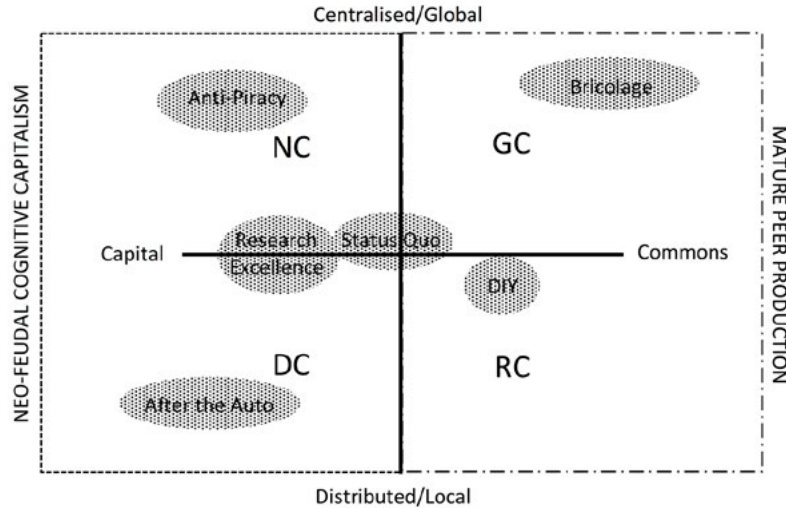 Centralised/Global
NEO-FEUDAL COGNITIVE CAPITALISM
Anti-Piracy
Bricolage
NC
GC
MATURE PEER PRODUCTION
Capital
Research
Excellence
Status Quo
Commons
DIY
DC
RC
After the Auto
Distributed/Local